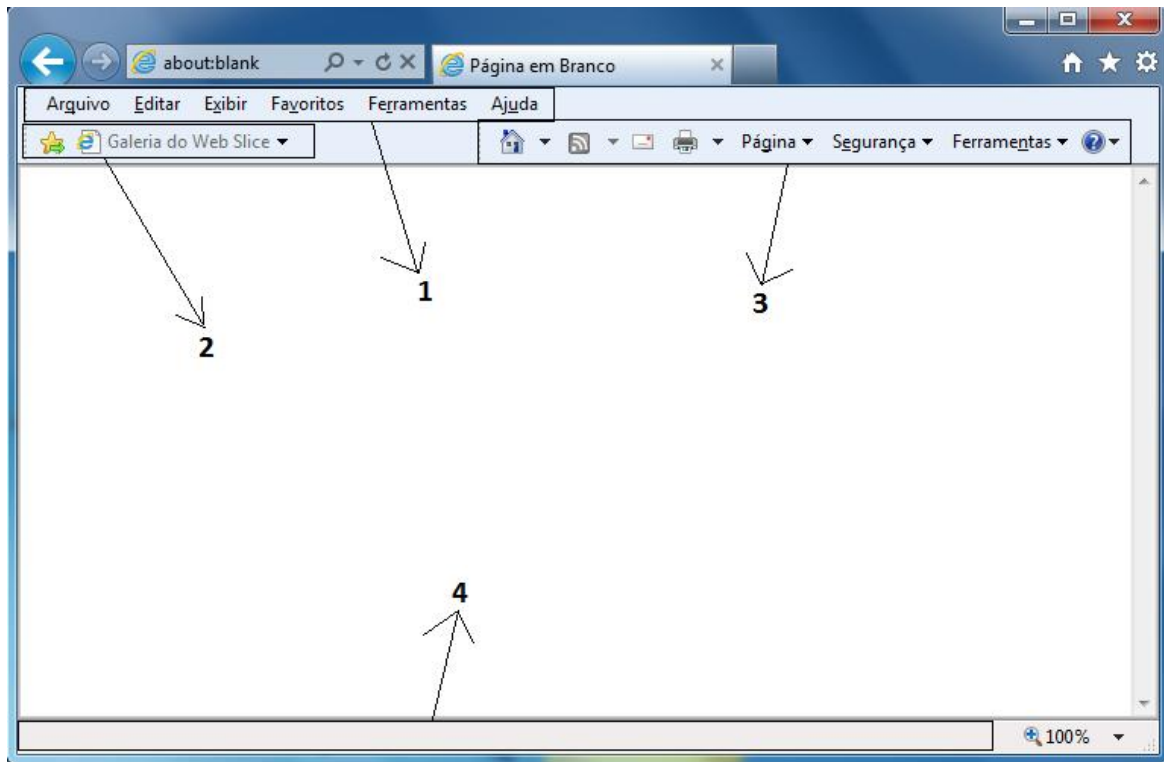 about:blank
Página em Branco
Arquivo Editar Exibir Favoritos Ferramentas Ajuda
Galeria do Web Slice
Página Segurança Ferramentas
1
3
2
4
100%